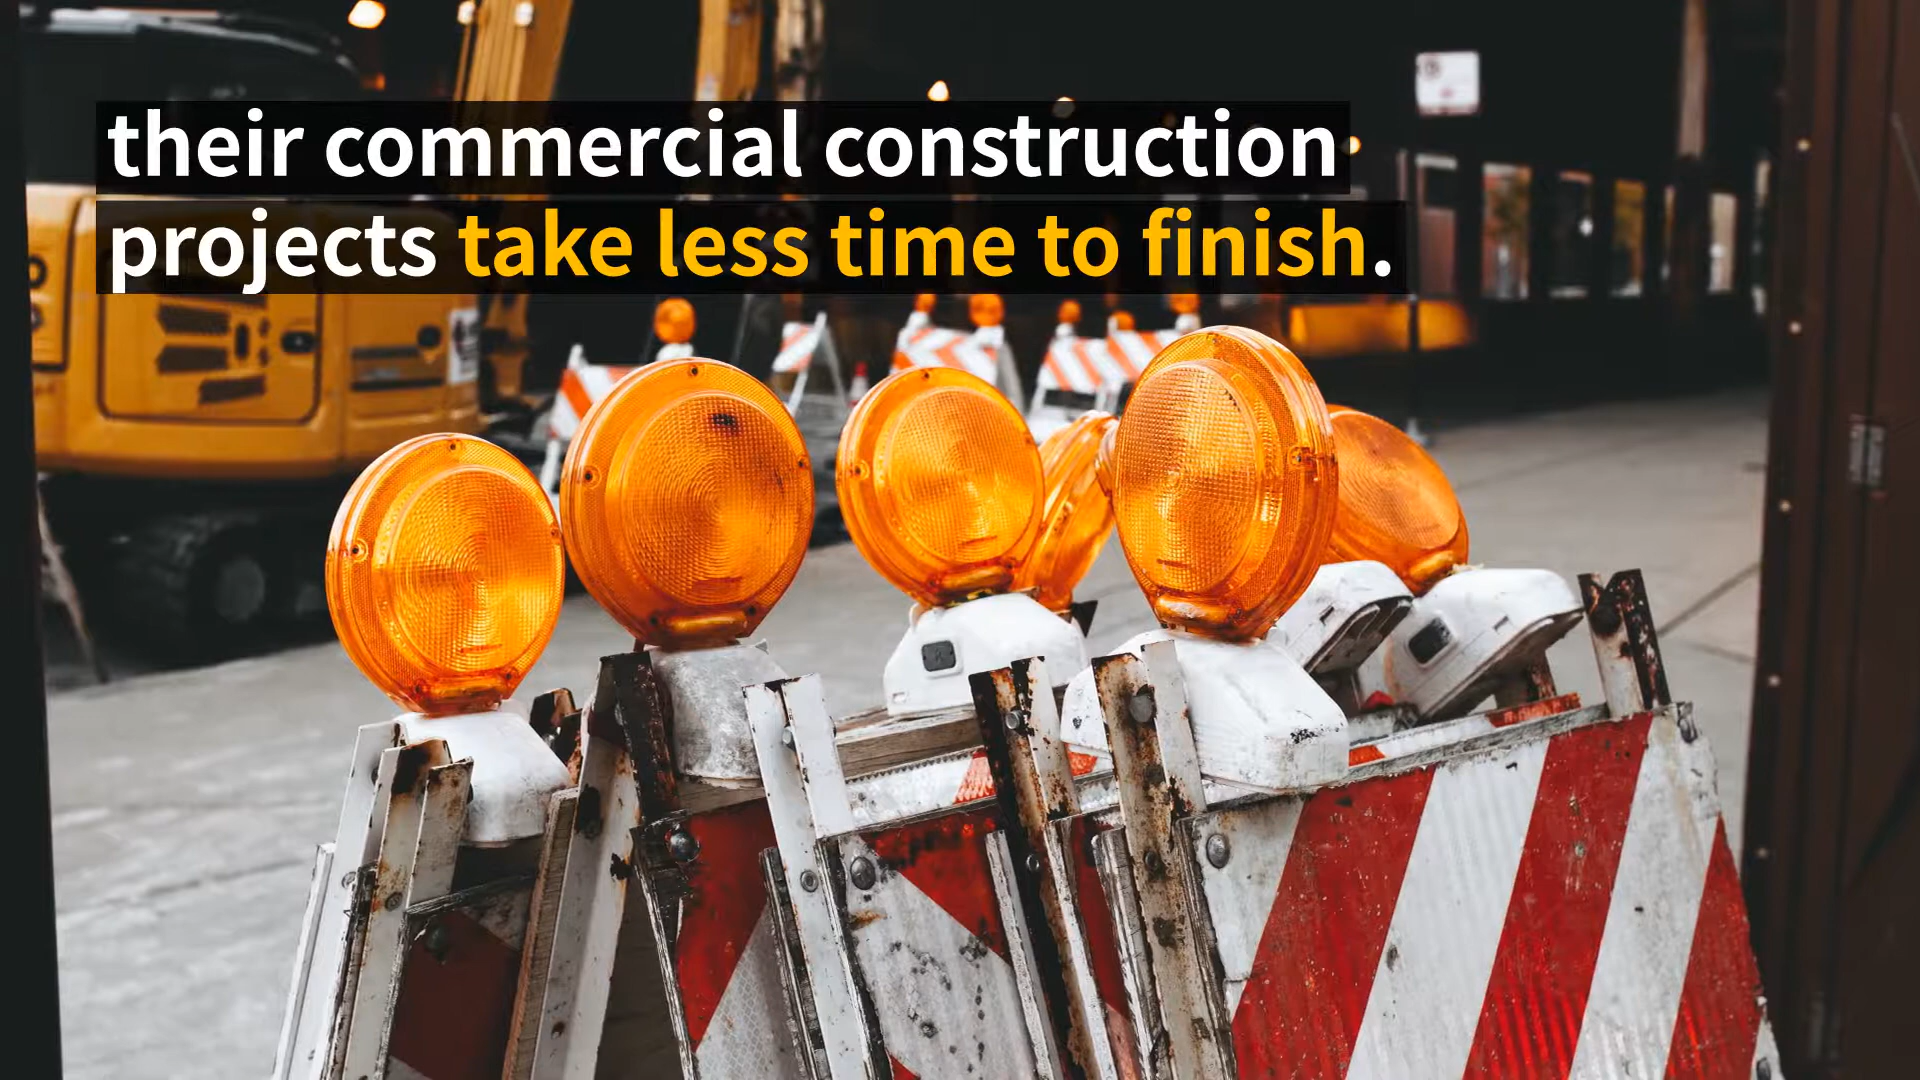 their commercial construction
projects take less time to finish.